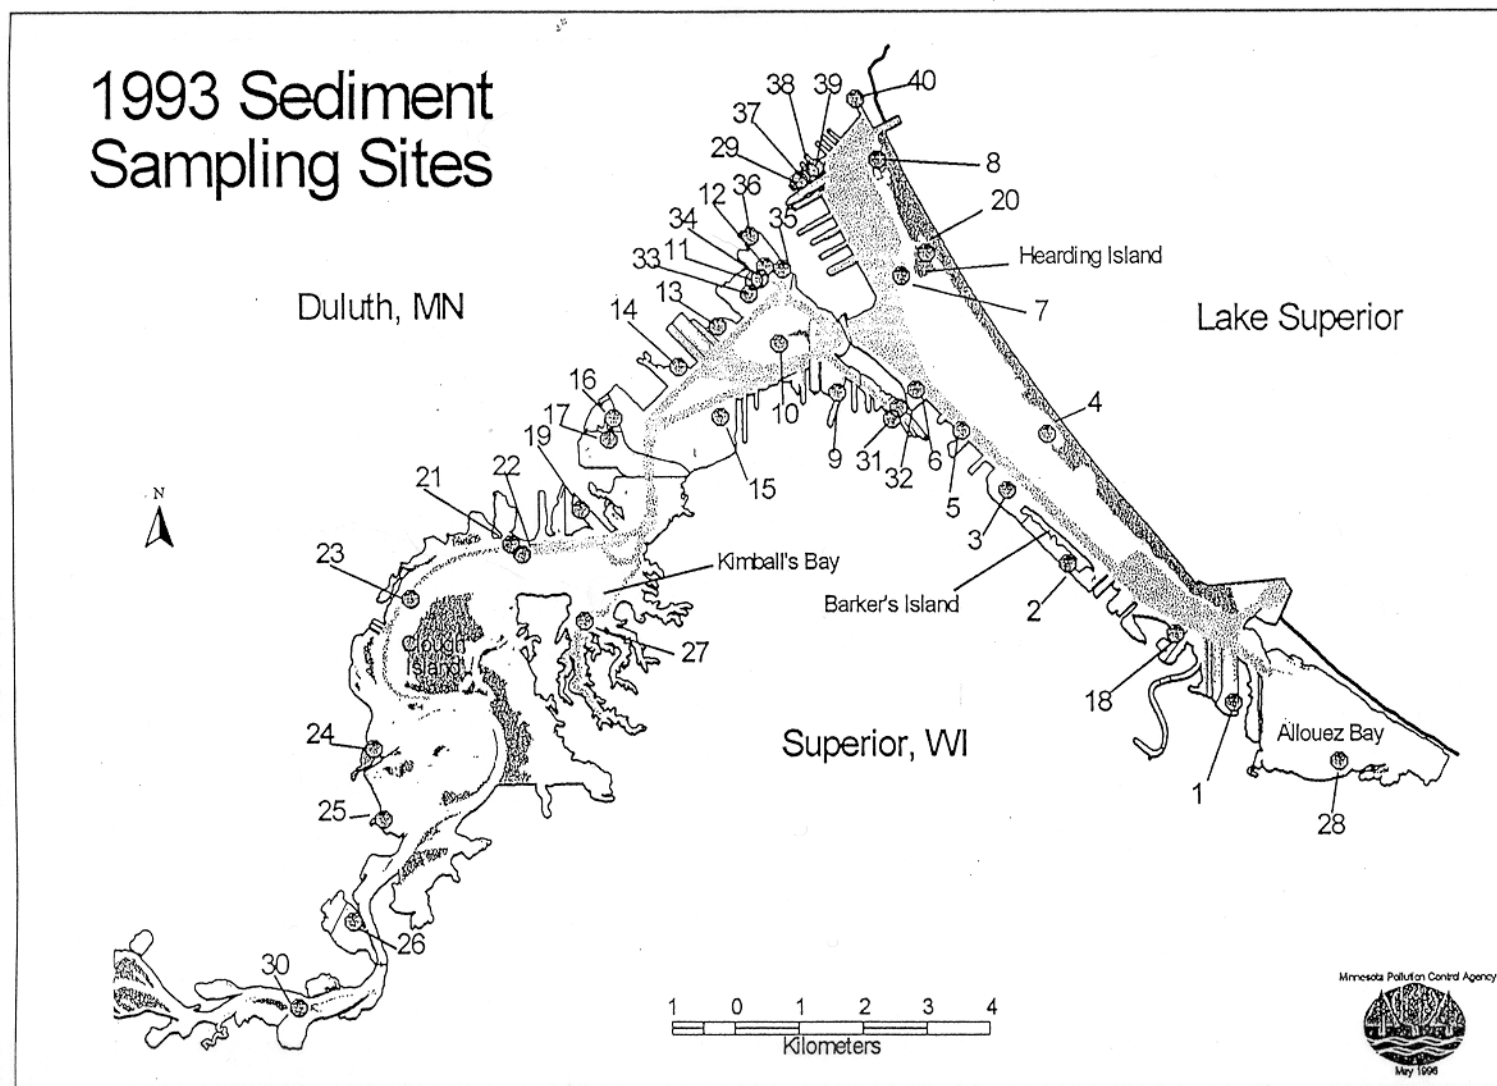 1993 Sediment
Sampling Sites
40
39
38
37
29
8
12
36
20
34
35
11
Hearding Island
33
Duluth, MN
13
7
Lake Superior
14
16
10
4
17
19
9
31
6
22
15
32
5
21
3
N
23
Kimball's Bay
Barker's Island
2
Clough
Island
27
18
24
Superior, WI
Allouez Bay
1
25
28
26
30
Minnesota Pollution Control Agency
1 0 1 2 3 4
Kilometers
May 1996